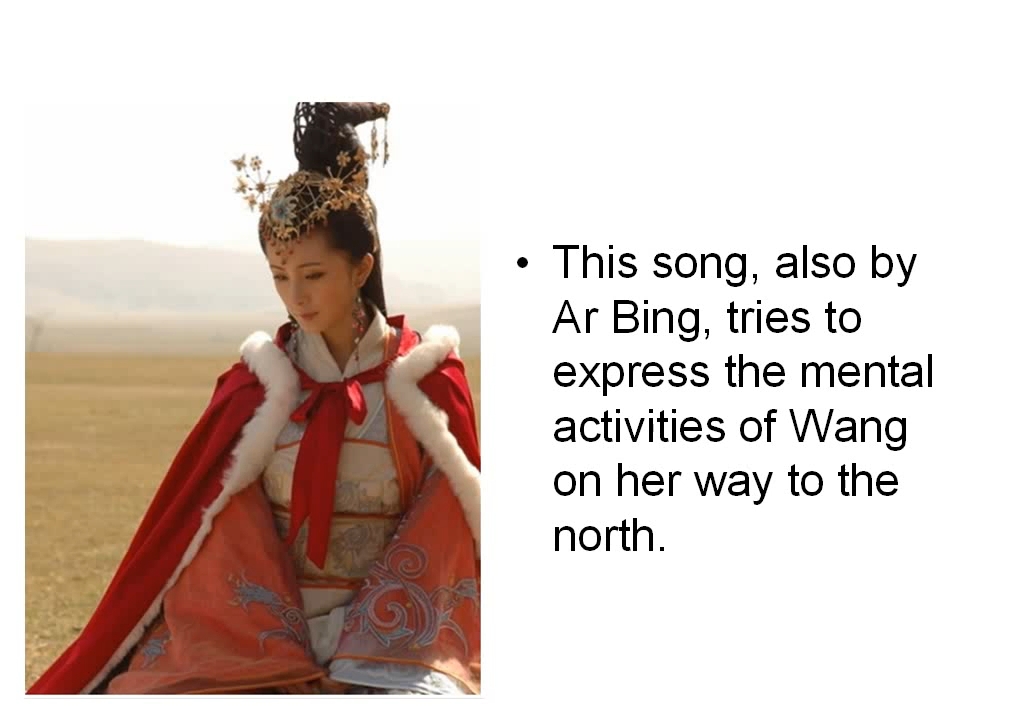 • This song, also by
Ar Bing, tries to
express the mental
activities of Wang
on her way to the
north.